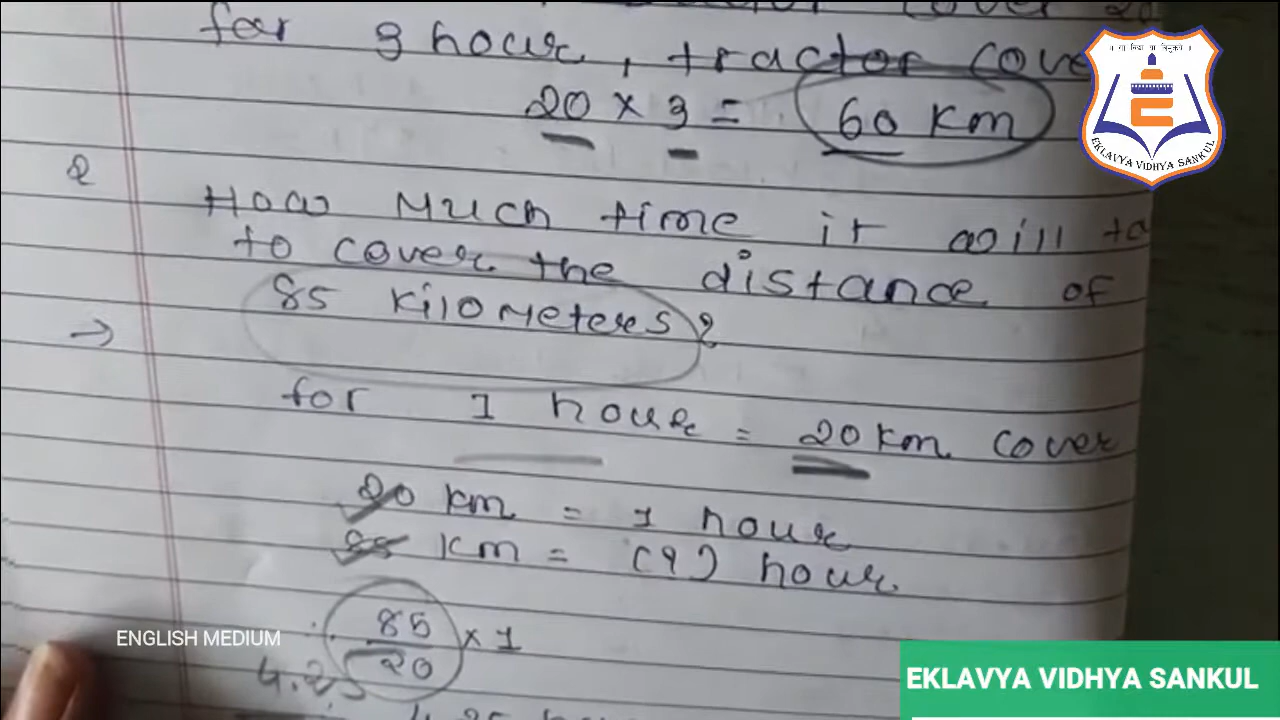 for 3 hour, tractor cove
20 × 3 = 60 km
2
How Much time it will ta
to cover the distance of
85 Kilometeres?
→
for 1 hour = 20 km cover
20 km = 1 hour
85 km = (?) hour.
85/20 × 1
4.25
EKLAVYA VIDHYA SANKUL
ENGLISH MEDIUM
EKLAVYA VIDHYA SANKUL